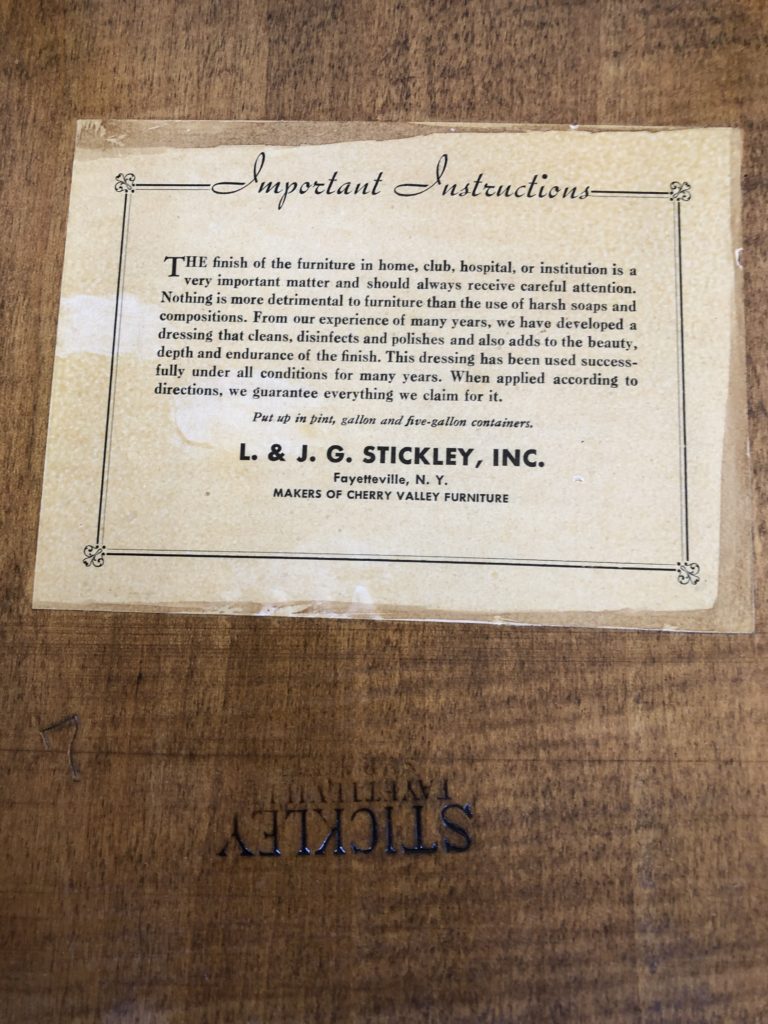 Important Instructions
THE finish of the furniture in home, club, hospital, or institution is a
very important matter and should always receive careful attention.
Nothing is more detrimental to furniture than the use of harsh soaps and
compositions. From our experience of many years, we have developed a
dressing that cleans, disinfects and polishes and also adds to the beauty,
depth and endurance of the finish. This dressing has been used success-
fully under all conditions for many years. When applied according to
directions, we guarantee everything we claim for it.
Put up in pint, gallon and five-gallon containers.
L. & J. G. STICKLEY, INC.
Fayetteville, N. Y.
MAKERS OF CHERRY VALLEY FURNITURE
7
STICKLEY